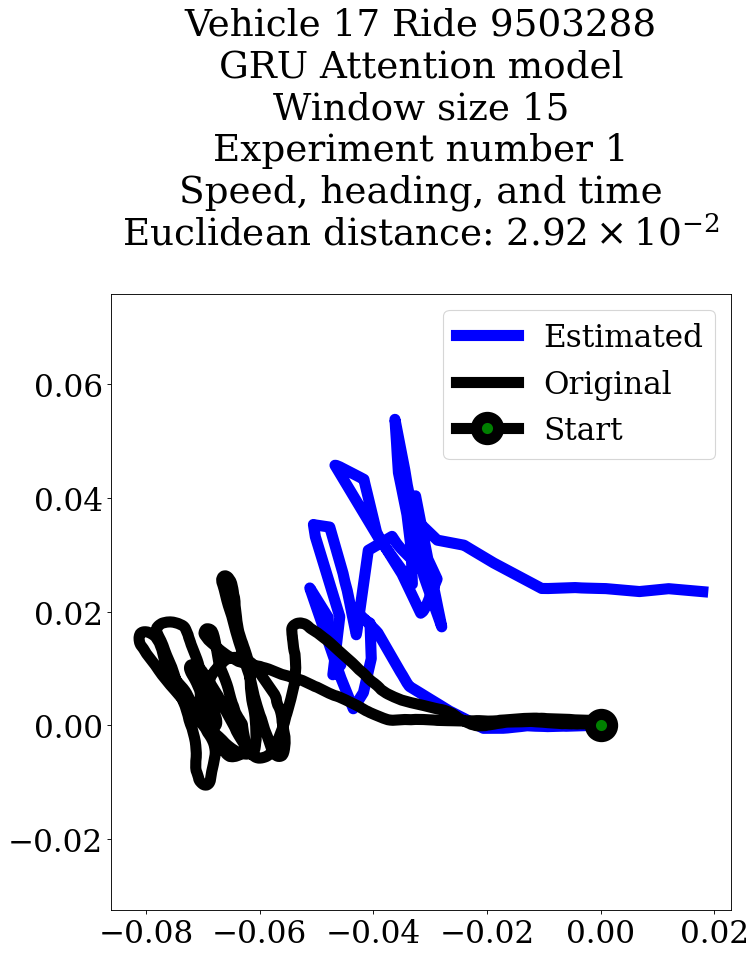 Vehicle 17 Ride 9503288
GRU Attention model
Window size 15
Experiment number 1
Speed, heading, and time
Euclidean distance: 2.92 × 10⁻²
Estimated
Original
Start
0.06
0.04
0.02
0.00
−0.02
−0.08 −0.06 −0.04 −0.02 0.00 0.02